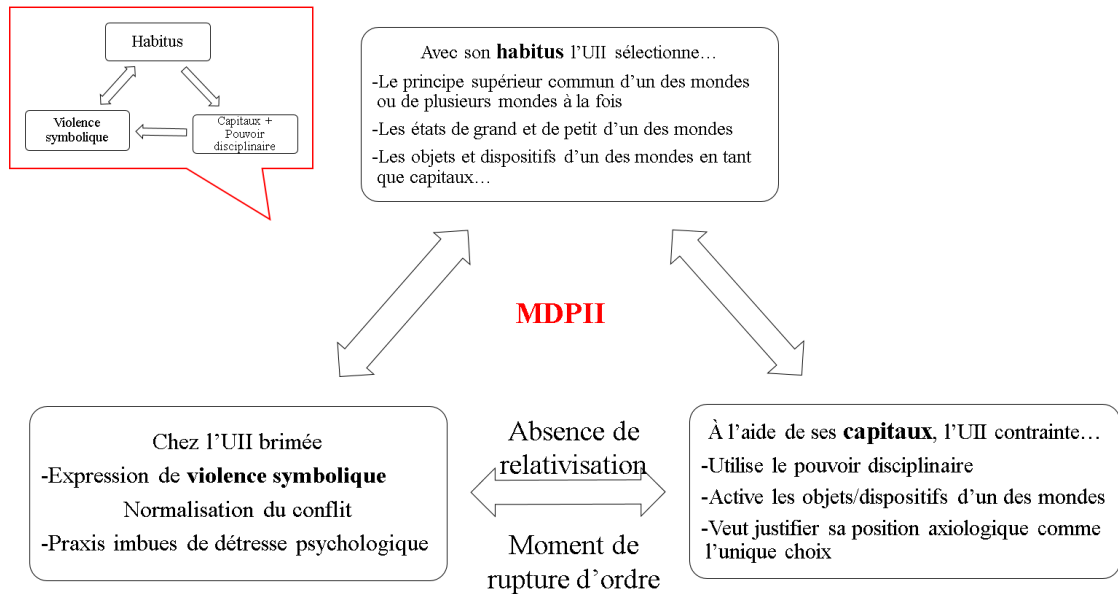 Habitus
Violence
symbolique
Capitaux +
Pouvoir
disciplinaire
Avec son habitus l’UII sélectionne…
-Le principe supérieur commun d’un des mondes
ou de plusieurs mondes à la fois
-Les états de grand et de petit d’un des mondes
-Les objets et dispositifs d’un des mondes en tant
que capitaux…
MDPII
Chez l’UII brimée
-Expression de violence symbolique
Normalisation du conflit
-Praxis imbues de détresse psychologique
Absence de
relativisation
Moment de
rupture d’ordre
À l’aide de ses capitaux, l’UII contrainte…
-Utilise le pouvoir disciplinaire
-Active les objets/dispositifs d’un des mondes
-Veut justifier sa position axiologique comme
l’unique choix